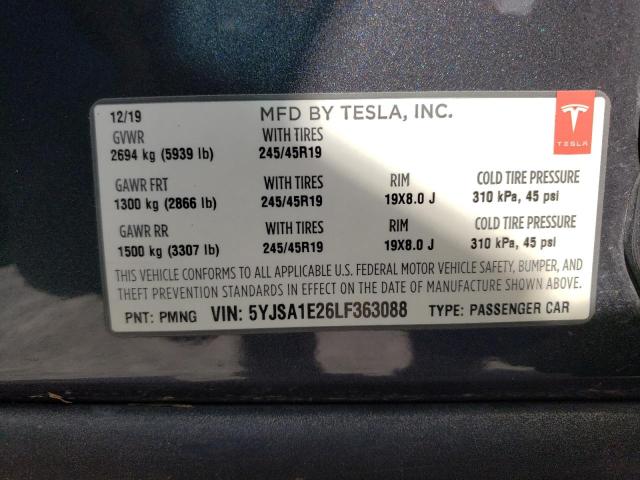 12/19 MFD BY TESLA, INC.
TESLA
GVWR WITH TIRES
2694 kg (5939 lb) 245/45R19
GAWR FRT WITH TIRES RIM COLD TIRE PRESSURE
1300 kg (2866 lb) 245/45R19 19X8.0 J 310 kPa, 45 psi
GAWR RR WITH TIRES RIM COLD TIRE PRESSURE
1500 kg (3307 lb) 245/45R19 19X8.0 J 310 kPa, 45 psi
THIS VEHICLE CONFORMS TO ALL APPLICABLE U.S. FEDERAL MOTOR VEHICLE SAFETY, BUMPER, AND
THEFT PREVENTION STANDARDS IN EFFECT ON THE DATE OF MANUFACTURE SHOWN ABOVE.
PNT: PMNG VIN: 5YJSA1E26LF363088 TYPE: PASSENGER CAR